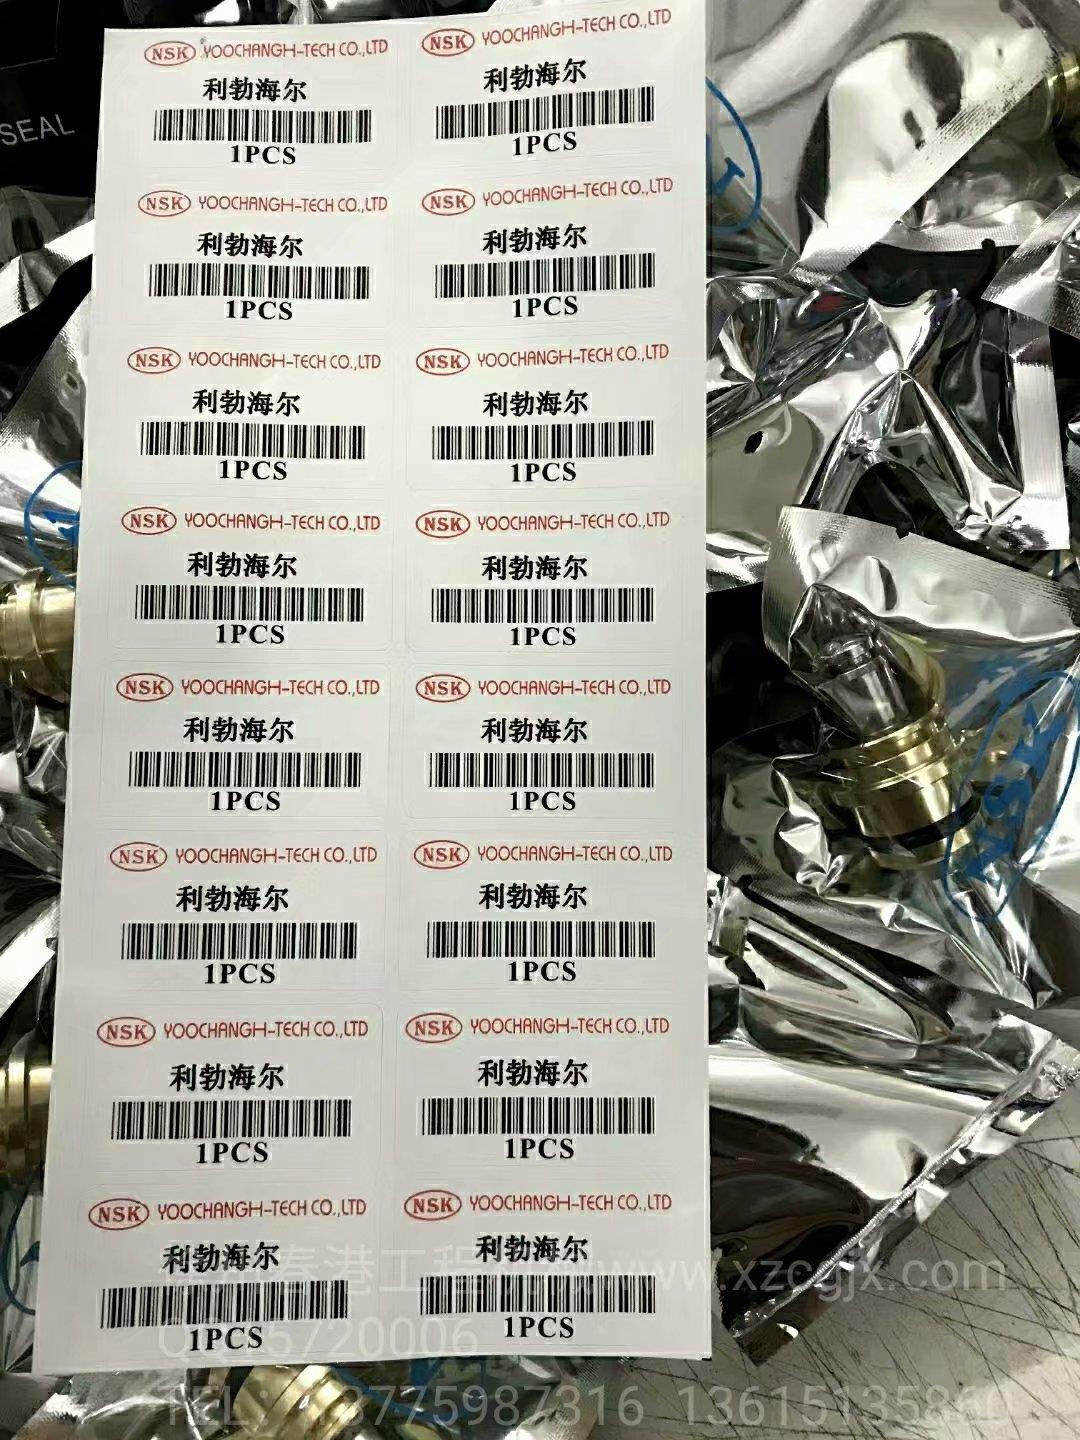 SEAL
NSK YOOCHANGH-TECH CO.,LTD
利勃海尔
1PCS
NSK YOOCHANGH-TECH CO.,LTD
利勃海尔
1PCS
NSK YOOCHANGH-TECH CO.,LTD
利勃海尔
1PCS
NSK YOOCHANGH-TECH CO.,LTD
利勃海尔
1PCS
NSK YOOCHANGH-TECH CO.,LTD
利勃海尔
1PCS
NSK YOOCHANGH-TECH CO.,LTD
利勃海尔
1PCS
NSK YOOCHANGH-TECH CO.,LTD
利勃海尔
1PCS
NSK YOOCHANGH-TECH CO.,LTD
利勃海尔
1PCS
NSK YOOCHANGH-TECH CO.,LTD
利勃海尔
1PCS
NSK YOOCHANGH-TECH CO.,LTD
利勃海尔
1PCS
NSK YOOCHANGH-TECH CO.,LTD
利勃海尔
1PCS
NSK YOOCHANGH-TECH CO.,LTD
利勃海尔
1PCS
NSK YOOCHANGH-TECH CO.,LTD
利勃海尔
1PCS
NSK YOOCHANGH-TECH CO.,LTD
利勃海尔
1PCS
NSK YOOCHANGH-TECH CO.,LTD
利勃海尔
1PCS
NSK YOOCHANGH-TECH CO.,LTD
利勃海尔
1PCS
春港工程 www.xzcgjx.com
TEL: 13775987316 13615135860